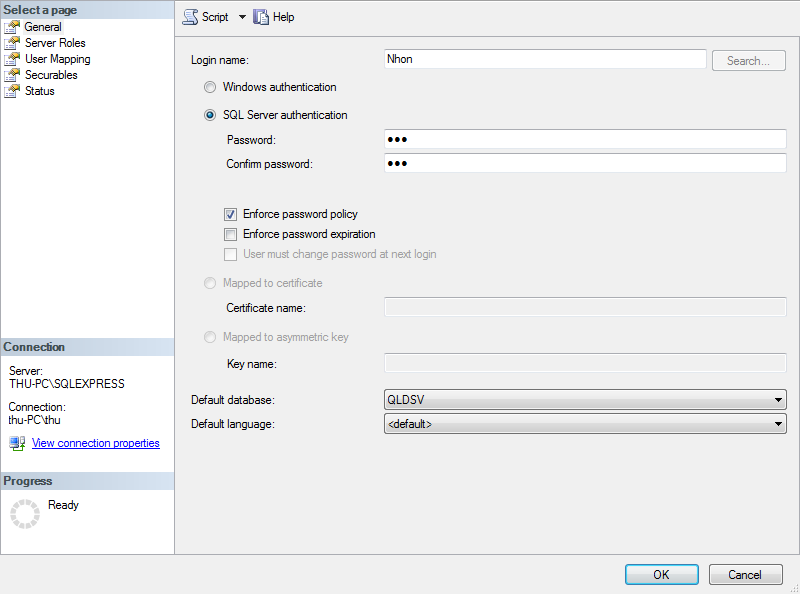 Select a page
General
Server Roles
User Mapping
Securables
Status
Connection
Server:
THU-PC\SQLEXPRESS
Connection:
thu-PC\thu
View connection properties
Progress
Ready
Script Help
Login name: Nhon Search...
Windows authentication
SQL Server authentication
Password: ●●●
Confirm password: ●●●
Enforce password policy
Enforce password expiration
User must change password at next login
Mapped to certificate
Certificate name:
Mapped to asymmetric key
Key name:
Default database: QLDSV
Default language: <default>
OK Cancel